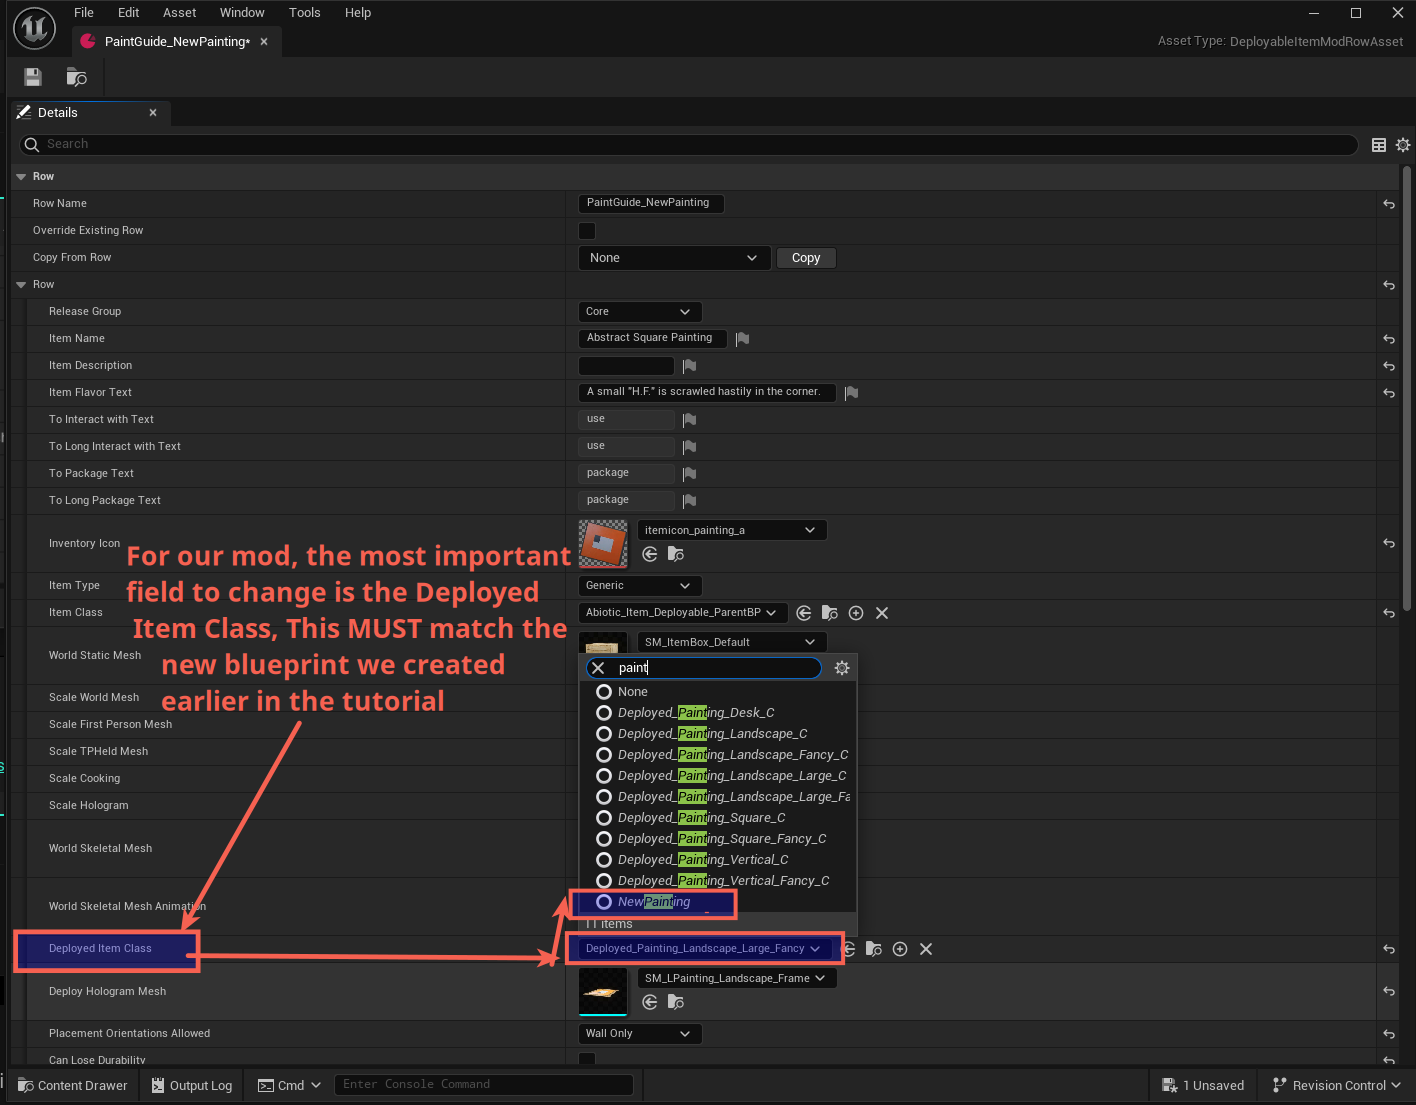 File Edit Asset Window Tools Help
PaintGuide_NewPainting*
Asset Type: DeployableItemModRowAsset
Details
Search
Row
Row Name PaintGuide_NewPainting
Override Existing Row
Copy From Row None Copy
Row
Release Group Core
Item Name Abstract Square Painting
Item Description
Item Flavor Text A small "H.F." is scrawled hastily in the corner.
To Interact with Text use
To Long Interact with Text use
To Package Text package
To Long Package Text package
Inventory Icon itemicon_painting_a
For our mod, the most important
field to change is the Deployed
Item Class, This MUST match the
new blueprint we created
earlier in the tutorial
Item Type Generic
Item Class Abiotic_Item_Deployable_ParentBP
World Static Mesh SM_ItemBox_Default
paint
None
Deployed_Painting_Desk_C
Deployed_Painting_Landscape_C
Deployed_Painting_Landscape_Fancy_C
Deployed_Painting_Landscape_Large_C
Deployed_Painting_Landscape_Large_Fa
Deployed_Painting_Square_C
Deployed_Painting_Square_Fancy_C
Deployed_Painting_Vertical_C
Deployed_Painting_Vertical_Fancy_C
NewPainting
11 items
Scale World Mesh
Scale First Person Mesh
Scale TPHeld Mesh
Scale Cooking
Scale Hologram
World Skeletal Mesh
World Skeletal Mesh Animation
Deployed Item Class Deployed_Painting_Landscape_Large_Fancy
Deploy Hologram Mesh SM_LPainting_Landscape_Frame
Placement Orientations Allowed Wall Only
Can Lose Durability
Content Drawer Output Log Cmd Enter Console Command 1 Unsaved Revision Control